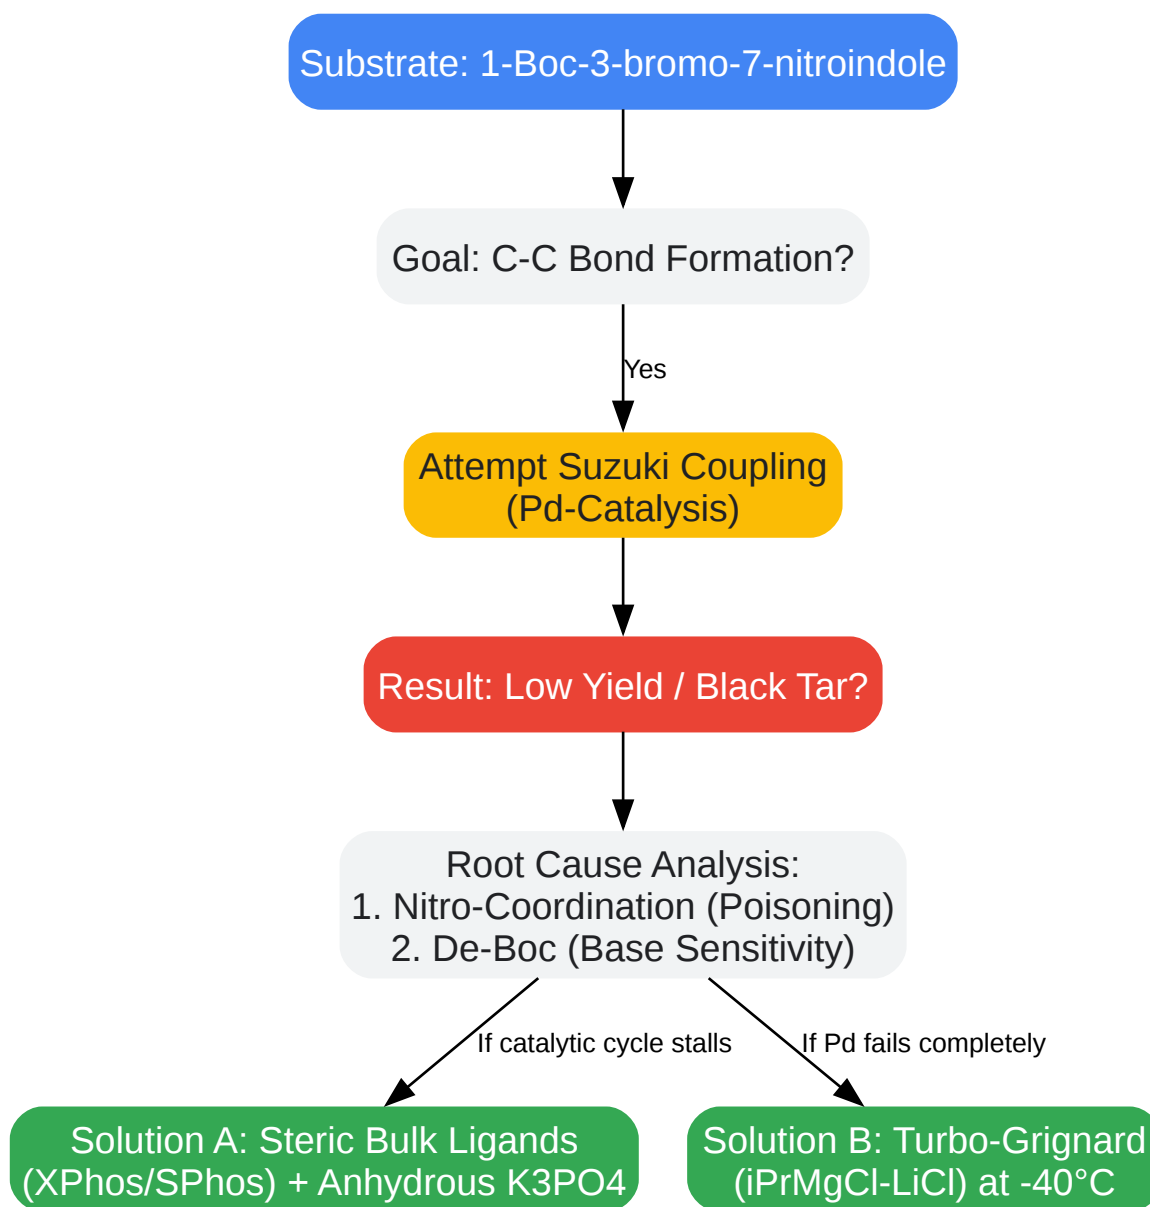 Substrate: 1-Boc-3-bromo-7-nitroindole
Goal: C-C Bond Formation?
Yes
Attempt Suzuki Coupling
(Pd-Catalysis)
Result: Low Yield / Black Tar?
Root Cause Analysis:
1. Nitro-Coordination (Poisoning)
2. De-Boc (Base Sensitivity)
If catalytic cycle stalls
If Pd fails completely
Solution A: Steric Bulk Ligands
(XPhos/SPhos) + Anhydrous K3PO4
Solution B: Turbo-Grignard
(iPrMgCl-LiCl) at -40°C